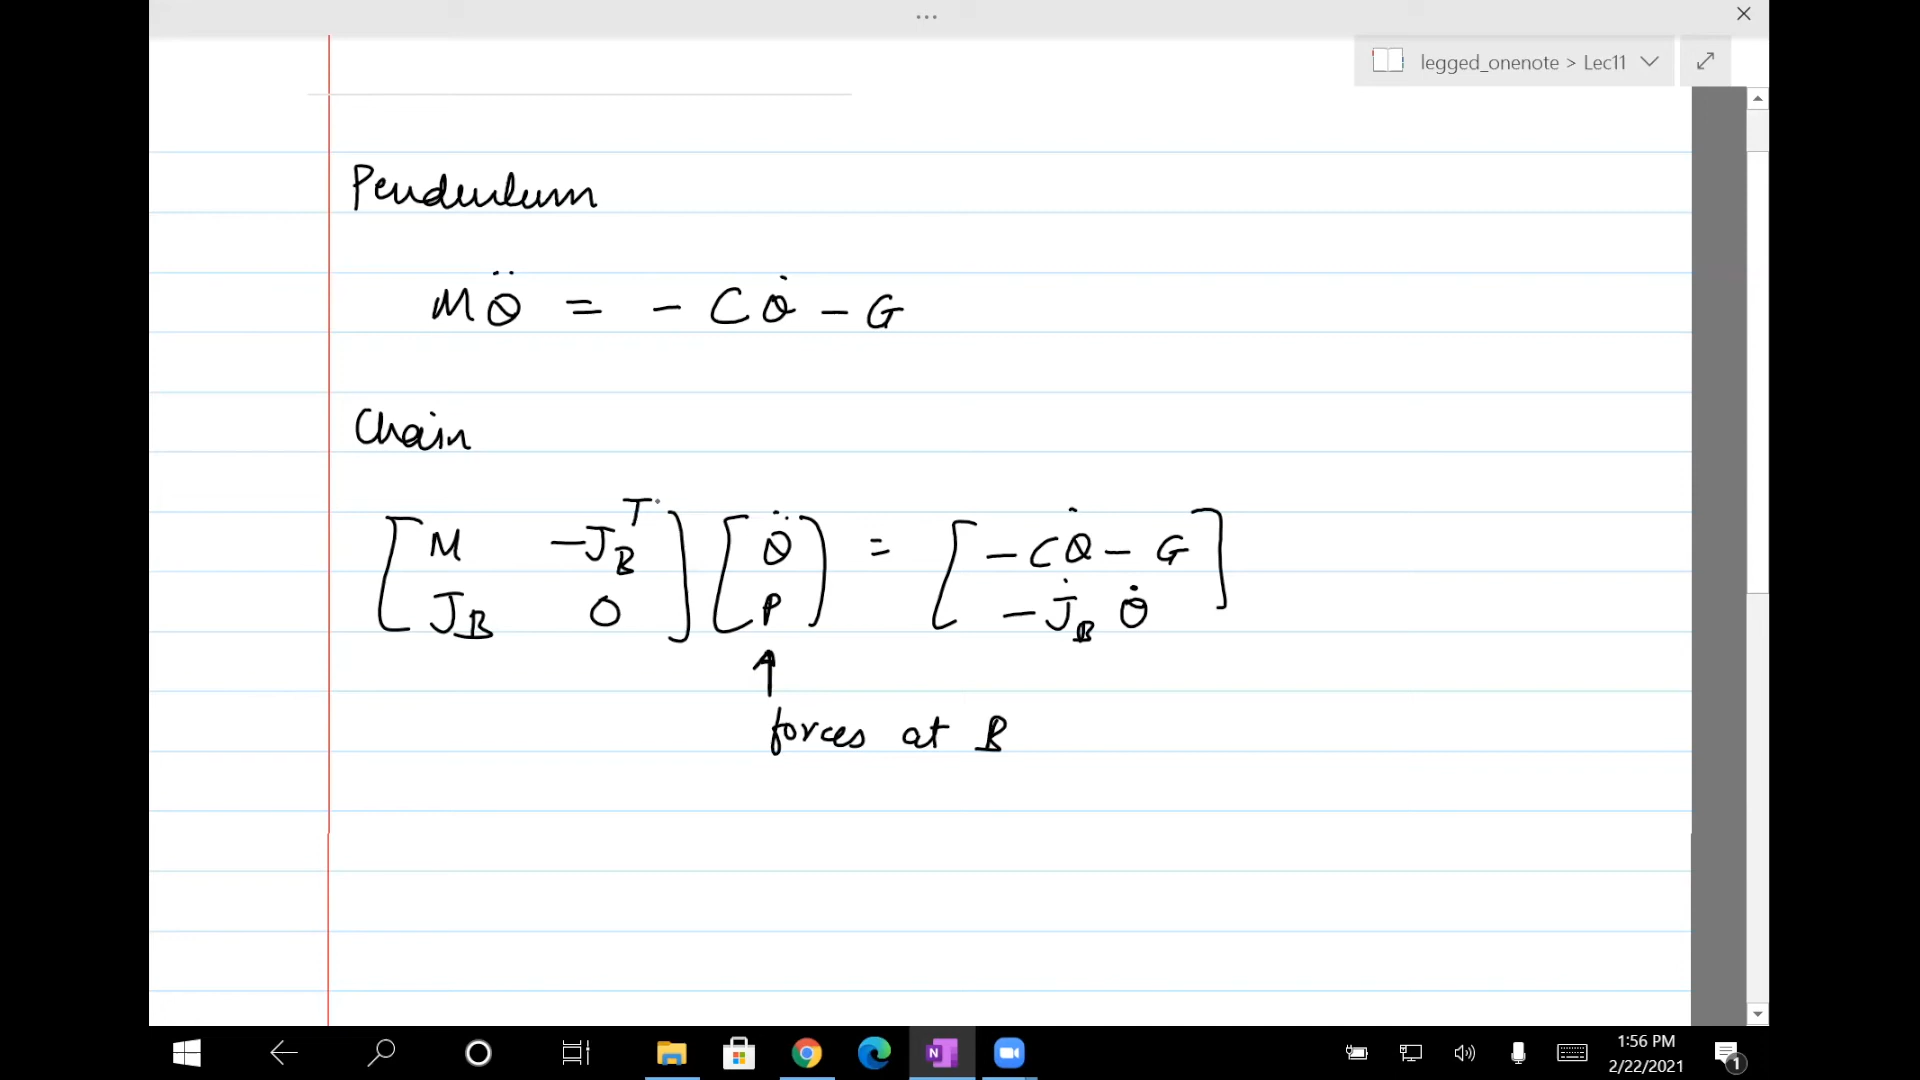 legged_onenote > Lec11
Pendulum
Mθ̈ = - Cθ̇ - G
Chain
[ M -J_B^T ; J_B 0 ] [ θ̈ ; P ] = [ -Cθ̇ - G ; -J̇_B θ̇ ]
↑
forces at B
1:56 PM
2/22/2021
1